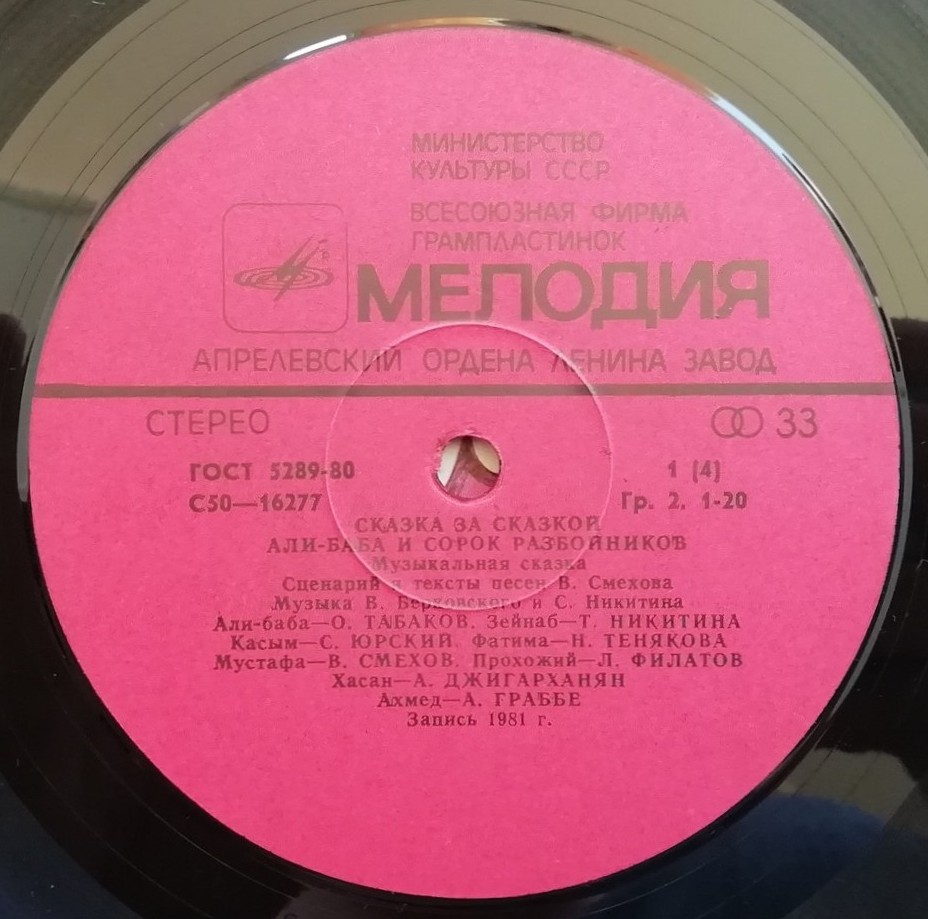 МИНИСТЕРСТВО
КУЛЬТУРЫ СССР
ВСЕСОЮЗНАЯ ФИРМА
ГРАМПЛАСТИНОК
МЕЛОДИЯ
АПРЕЛЕВСКИЙ ОРДЕНА ЛЕНИНА ЗАВОД
СТЕРЕО 33
ГОСТ 5289-80 1 (4)
С50—16277 Гр. 2. 1-20
СКАЗКА ЗА СКАЗКОЙ
АЛИ-БАБА И СОРОК РАЗБОЙНИКОВ
Музыкальная сказка
Сценарий и тексты песен В. Смехова
Музыка В. Берковского и С. Никитина
Али-баба—О. ТАБАКОВ. Зейнаб—Т. НИКИТИНА
Касым—С. ЮРСКИЙ. Фатима—Н. ТЕНЯКОВА
Мустафа—В. СМЕХОВ. Прохожий—Л. ФИЛАТОВ
Хасан—А. ДЖИГАРХАНЯН
Ахмед—А. ГРАББЕ
Запись 1981 г.